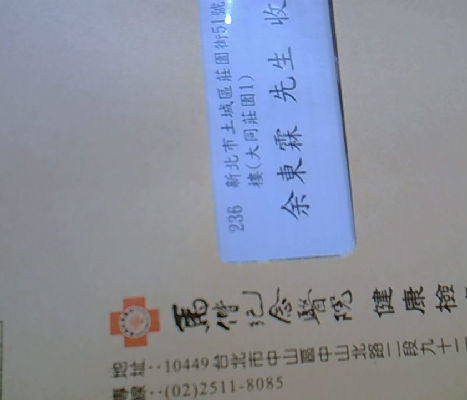 236 新北市土城區莊園街51號
樓(大同莊園1)
余東霖 先生 收
馬偕紀念醫院 健康檢
地址：10449台北市中山區中山北路二段九十二
專線：(02)2511-8085